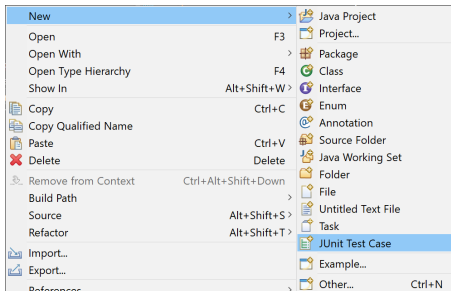 New >
Open F3
Open With >
Open Type Hierarchy F4
Show In Alt+Shift+W >
Copy Ctrl+C
Copy Qualified Name
Paste Ctrl+V
Delete Delete
Remove from Context Ctrl+Alt+Shift+Down
Build Path >
Source Alt+Shift+S >
Refactor Alt+Shift+T >
Import...
Export...
References
Java Project
Project...
Package
Class
Interface
Enum
Annotation
Source Folder
Java Working Set
Folder
File
Untitled Text File
Task
JUnit Test Case
Example...
Other... Ctrl+N